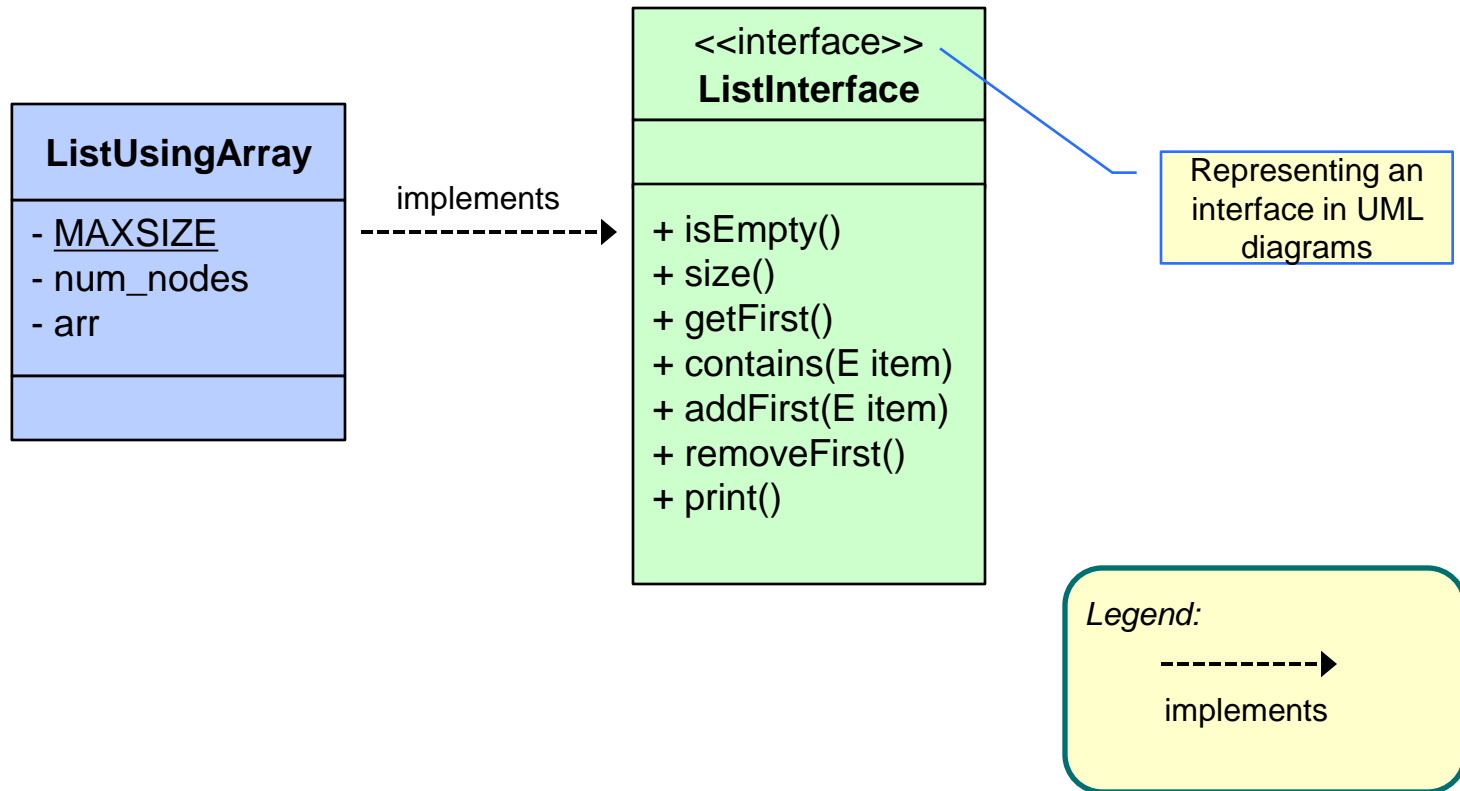 ListUsingArray
- MAXSIZE
- num_nodes
- arr
implements
<<interface>>
ListInterface
+ isEmpty()
+ size()
+ getFirst()
+ contains(E item)
+ addFirst(E item)
+ removeFirst()
+ print()
Representing an
interface in UML
diagrams
Legend:
implements